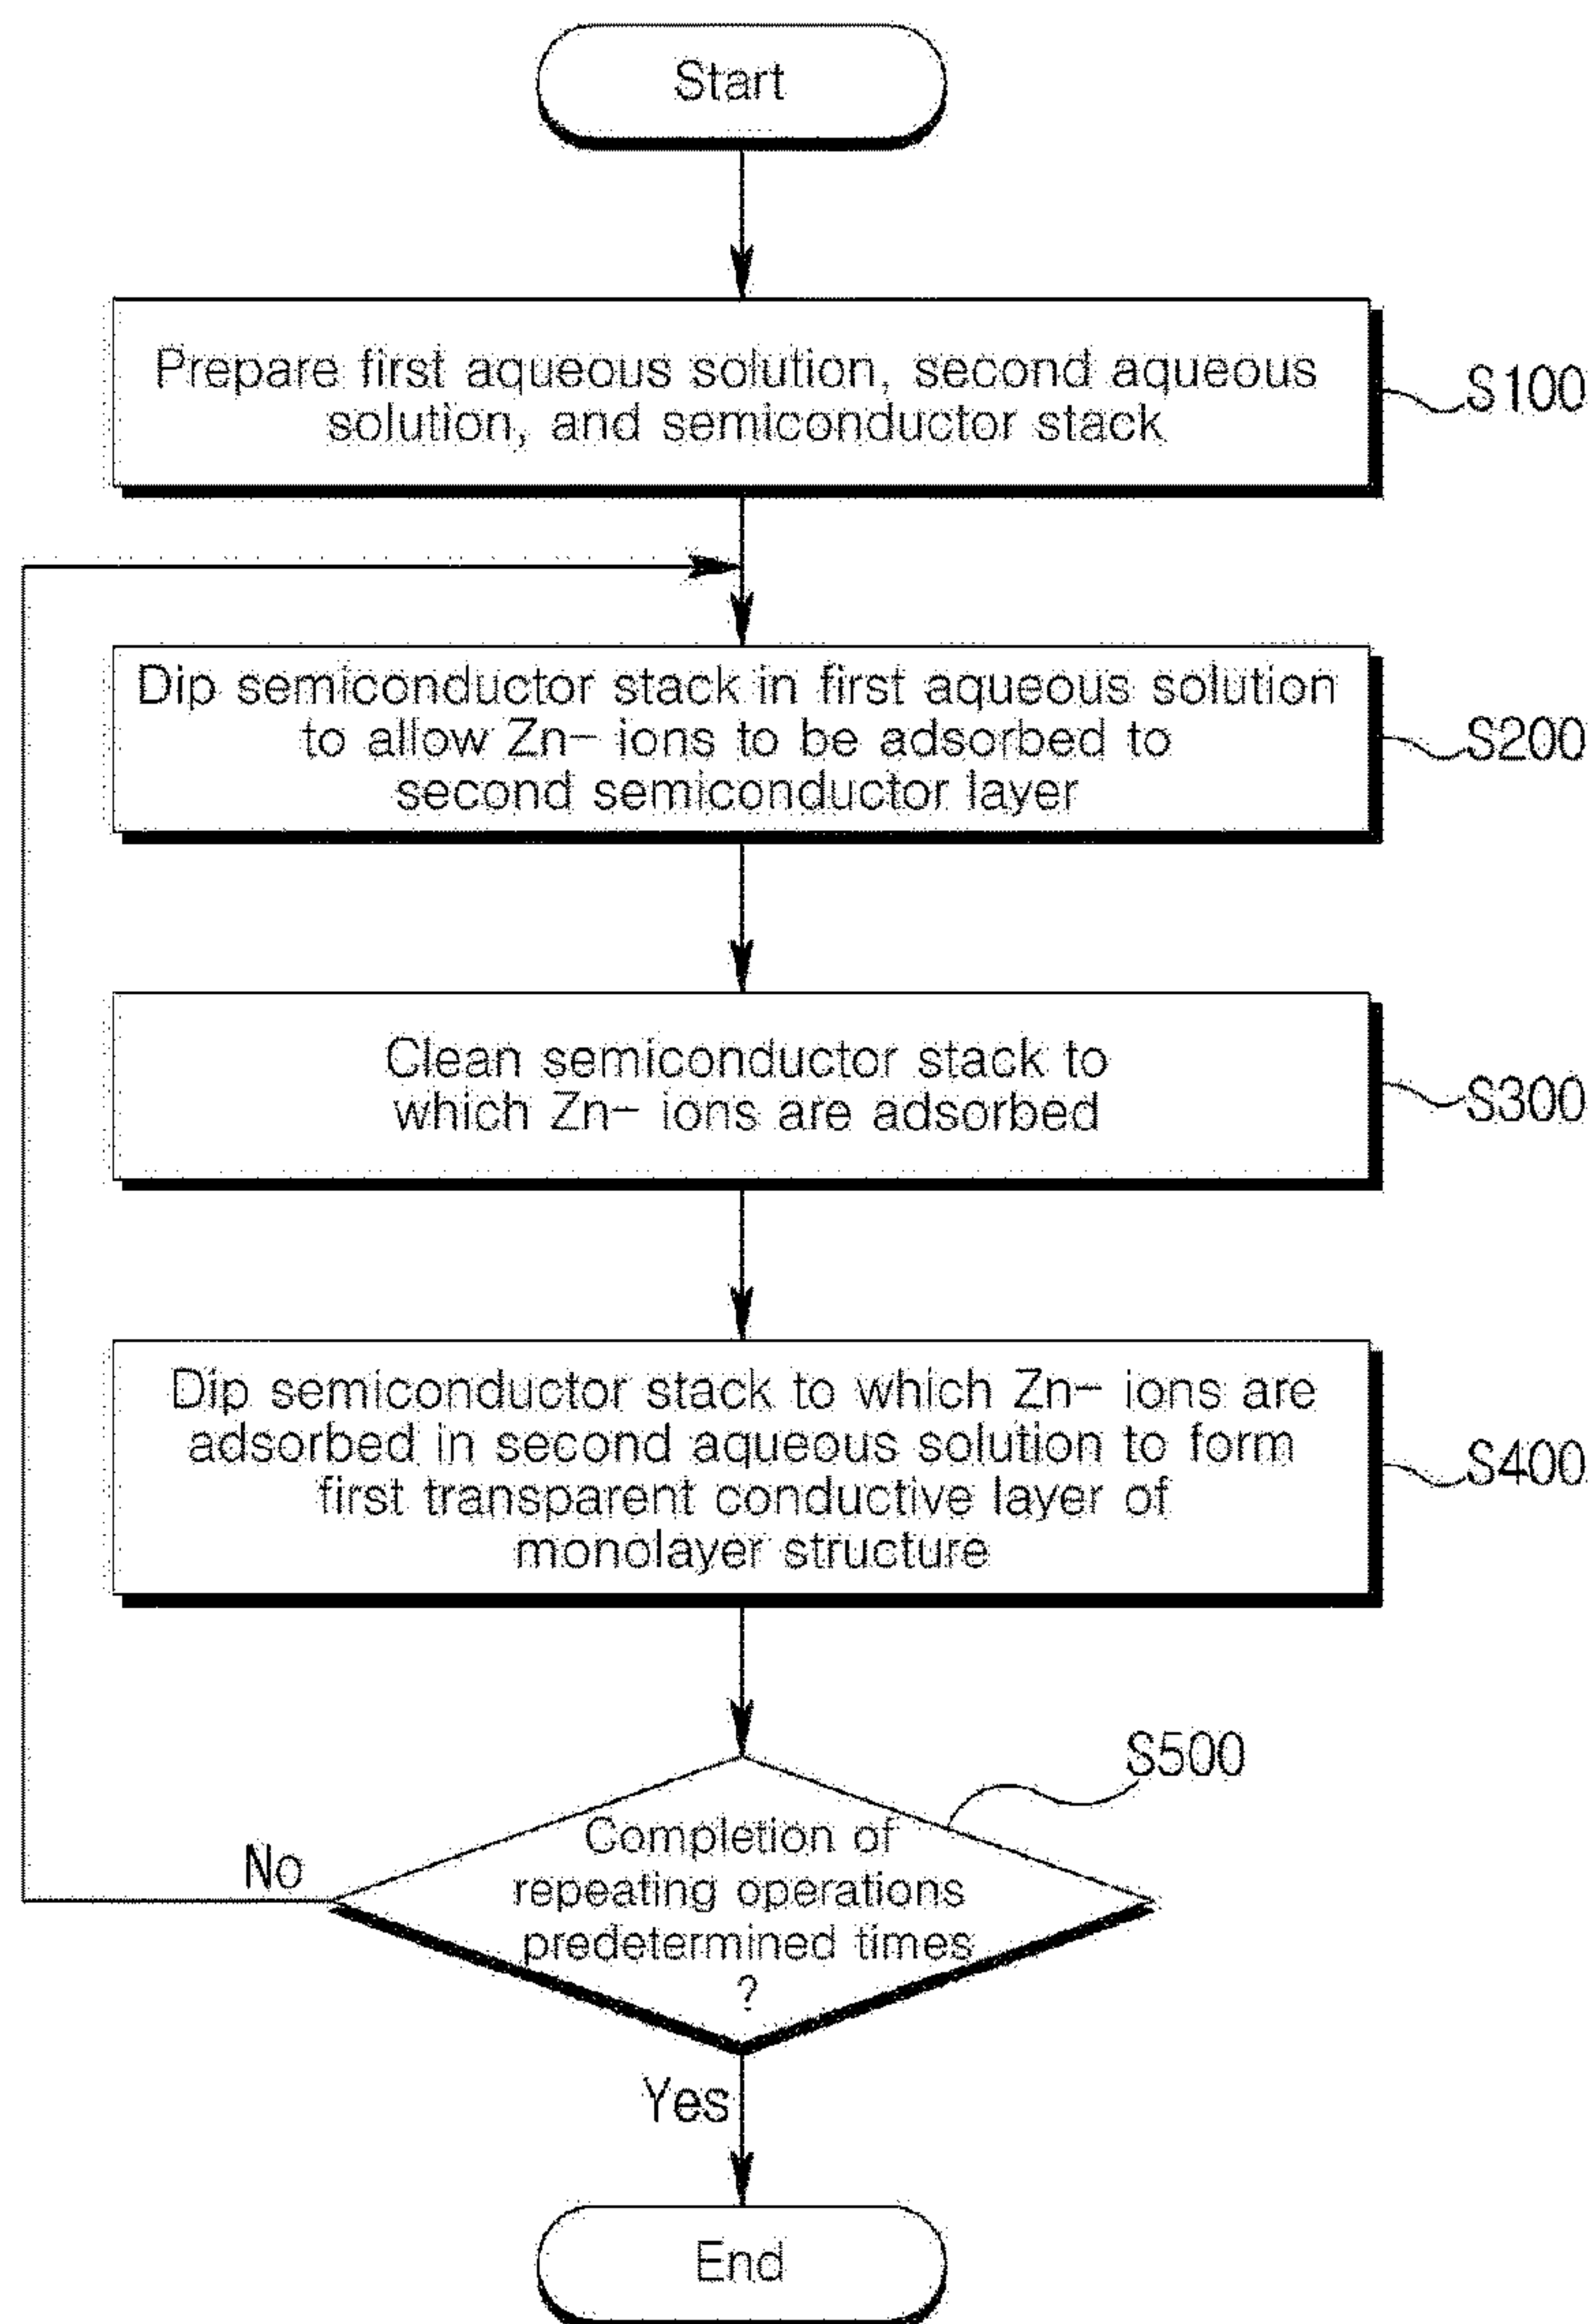 Start
Prepare first aqueous solution, second aqueous
solution, and semiconductor stack
S100
Dip semiconductor stack in first aqueous solution
to allow Zn− ions to be adsorbed to
second semiconductor layer
S200
Clean semiconductor stack to
which Zn− ions are adsorbed
S300
Dip semiconductor stack to which Zn− ions are
adsorbed in second aqueous solution to form
first transparent conductive layer of
monolayer structure
S400
S500
Completion of
repeating operations
predetermined times
?
No
Yes
End